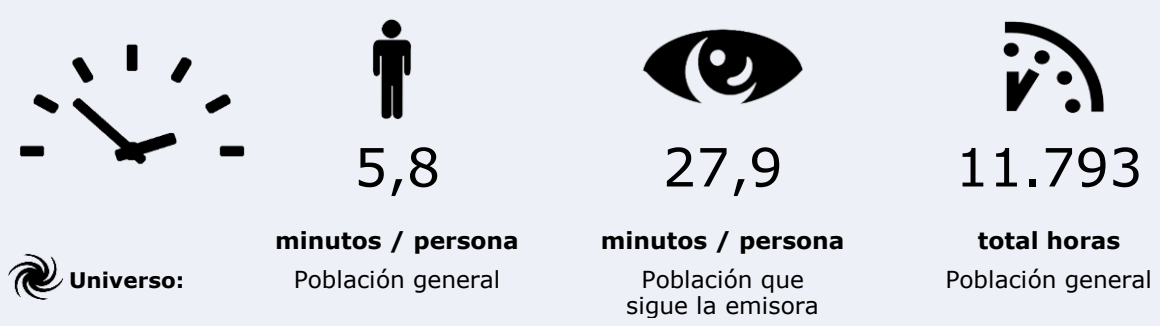 5,8
27,9
11.793
minutos / persona
minutos / persona
total horas
Universo:
Población general
Población que
sigue la emisora
Población general